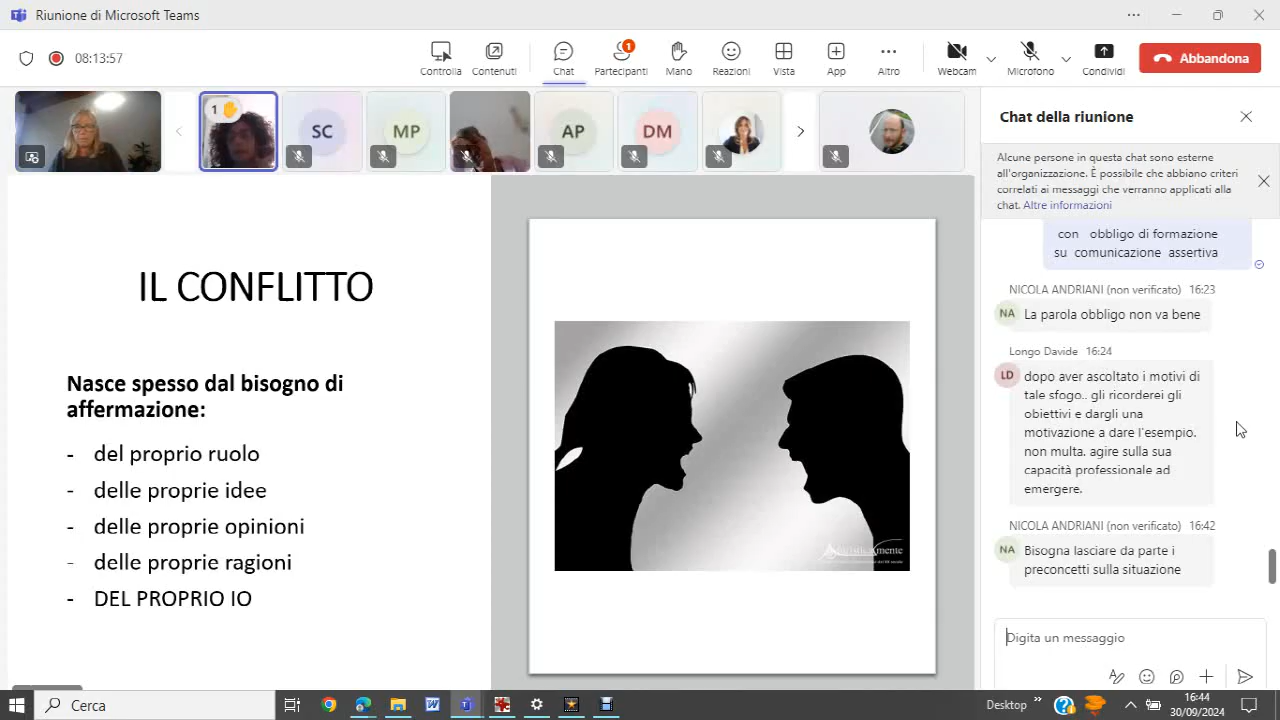 Riunione di Microsoft Teams
08:13:57
Controlla
Contenuti
Chat
1
Partecipanti
Mano
Reazioni
Vista
App
Altro
Webcam
Microfono
Condividi
Abbandona
1
SC
MP
AP
DM
Chat della riunione
Alcune persone in questa chat sono esterne
all'organizzazione. È possibile che abbiano criteri
correlati ai messaggi che verranno applicati alla
chat. Altre informazioni
con obbligo di formazione
su comunicazione assertiva
NICOLA ANDRIANI (non verificato) 16:23
NA
La parola obbligo non va bene
Longo Davide 16:24
LD
dopo aver ascoltato i motivi di
tale sfogo.. gli ricorderei gli
obiettivi e dargli una
motivazione a dare l'esempio.
non multa. agire sulla sua
capacità professionale ad
emergere.
NICOLA ANDRIANI (non verificato) 16:42
NA
Bisogna lasciare da parte i
preconcetti sulla situazione
Digita un messaggio
IL CONFLITTO
Nasce spesso dal bisogno di
affermazione:
- del proprio ruolo
- delle proprie idee
- delle proprie opinioni
- delle proprie ragioni
- DEL PROPRIO IO
Cerca
Desktop
16:44
30/09/2024